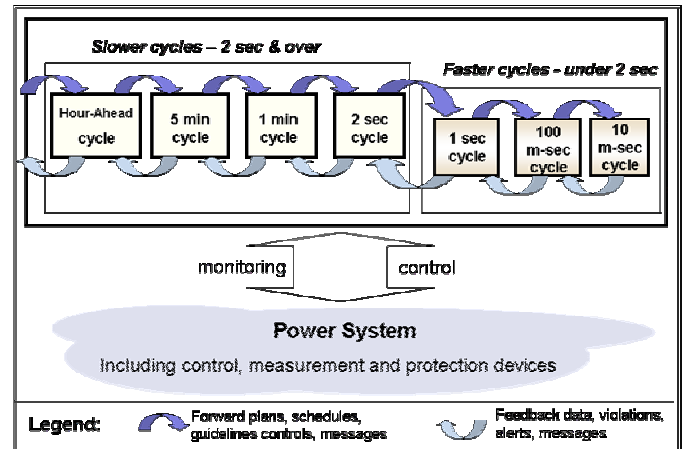 Slower cycles – 2 sec & over
Faster cycles - under 2 sec
Hour-Ahead
cycle
5 min
cycle
1 min
cycle
2 sec
cycle
1 sec
cycle
100
m-sec
cycle
10
m-sec
cycle
monitoring
control
Power System
Including control, measurement and protection devices
Legend:
Forward plans, schedules,
guidelines controls, messages
Feedback data, violations,
alerts, messages